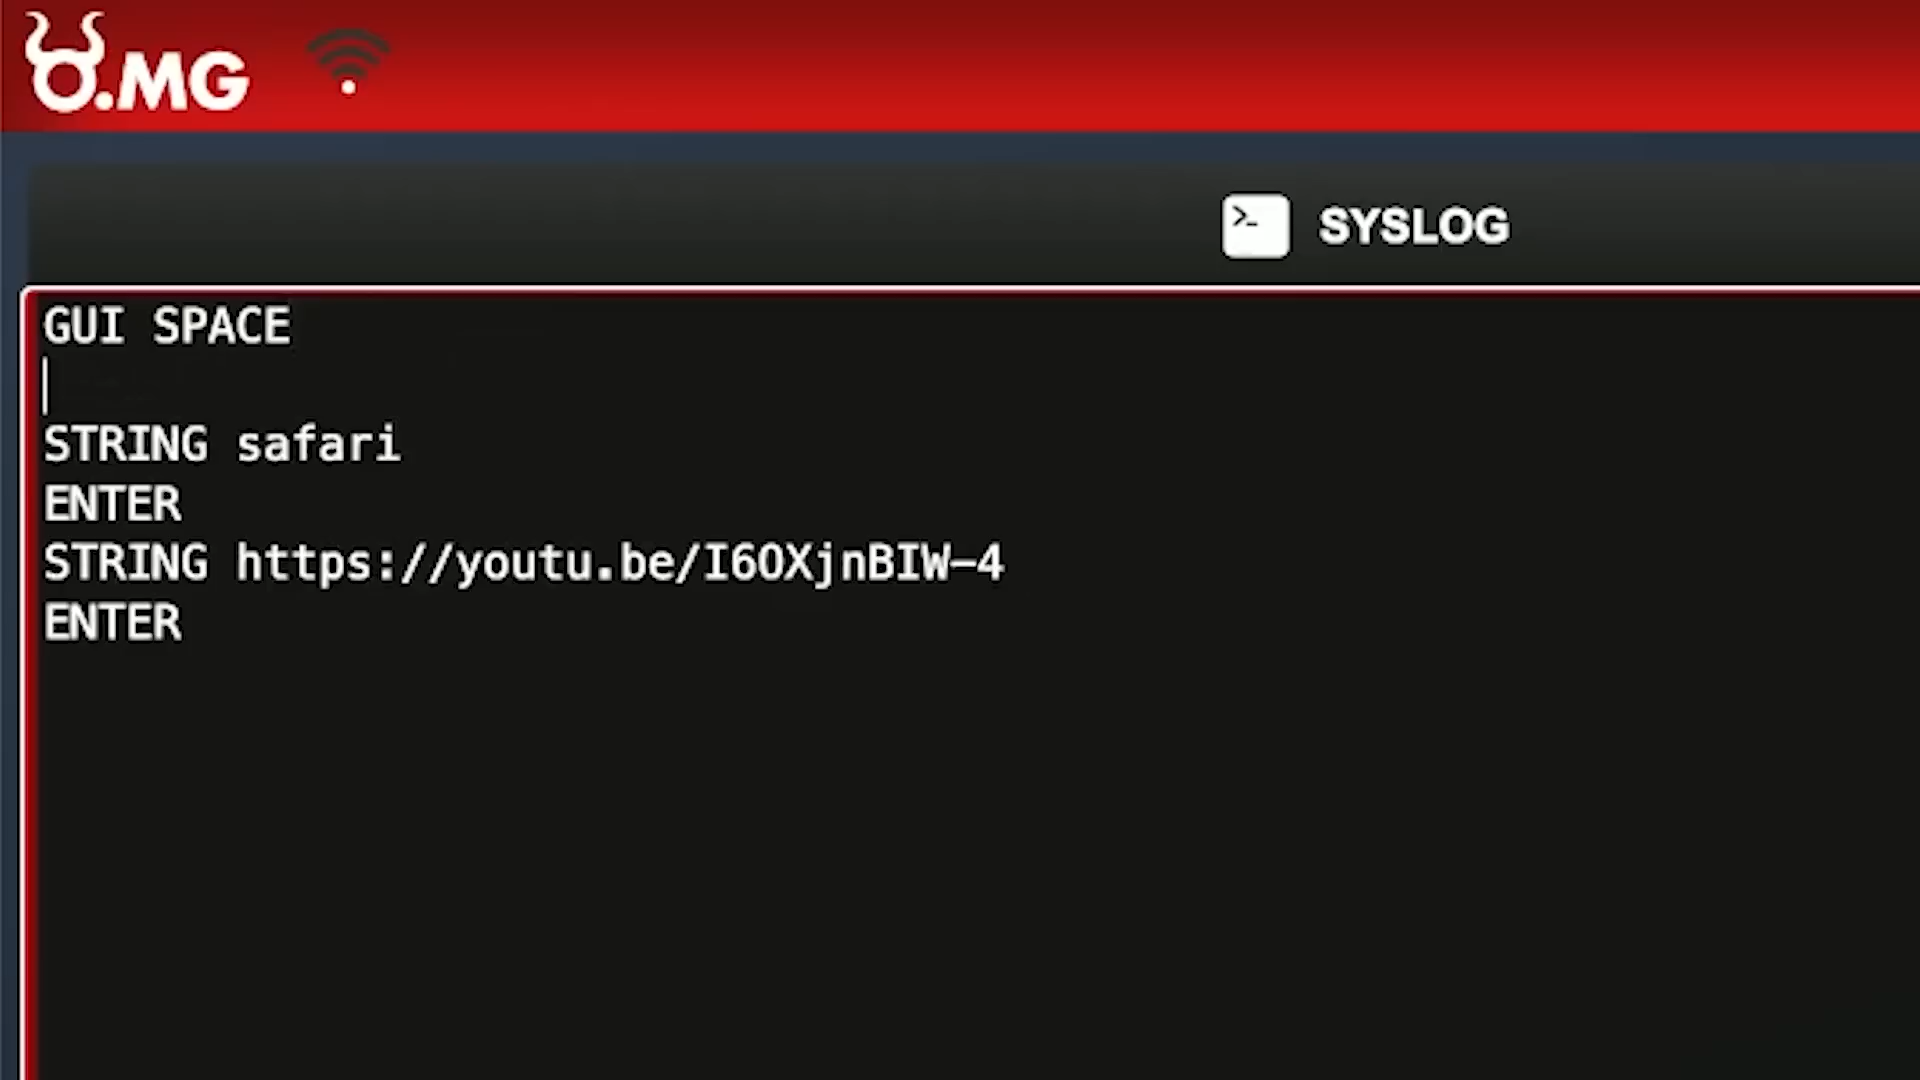 O.MG
SYSLOG
GUI SPACE
STRING safari
ENTER
STRING https://youtu.be/I6OXjnBIW-4
ENTER